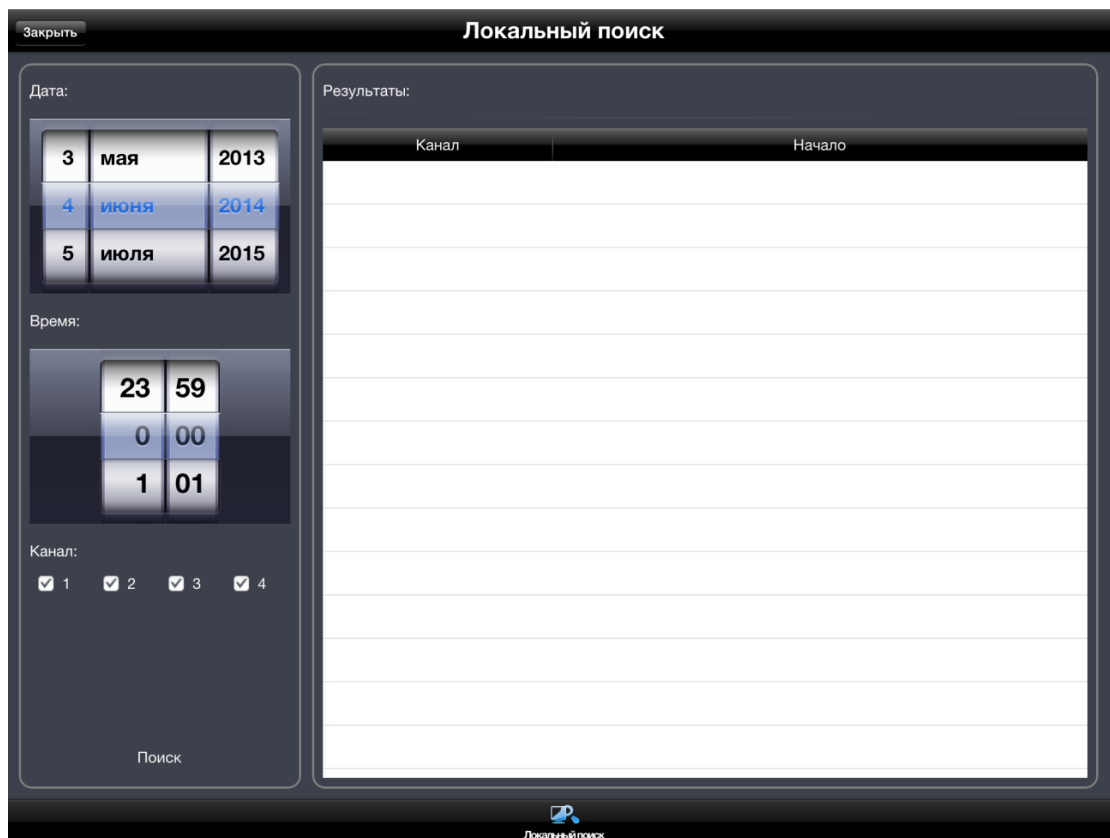 Закрыть
Локальный поиск
Дата:
3 мая 2013
4 июня 2014
5 июля 2015
Время:
23 59
0 00
1 01
Канал:
1 2 3 4
Поиск
Результаты:
Канал Начало
Локальный поиск